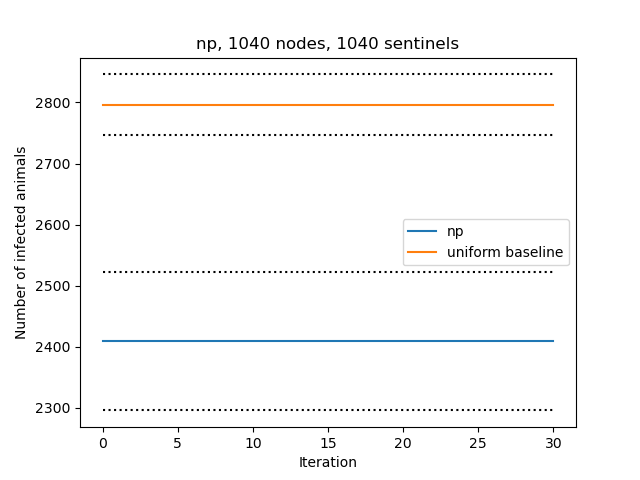 np, 1040 nodes, 1040 sentinels
Number of infected animals
2800
2700
2600
2500
2400
2300
np
uniform baseline
0 5 10 15 20 25 30
Iteration